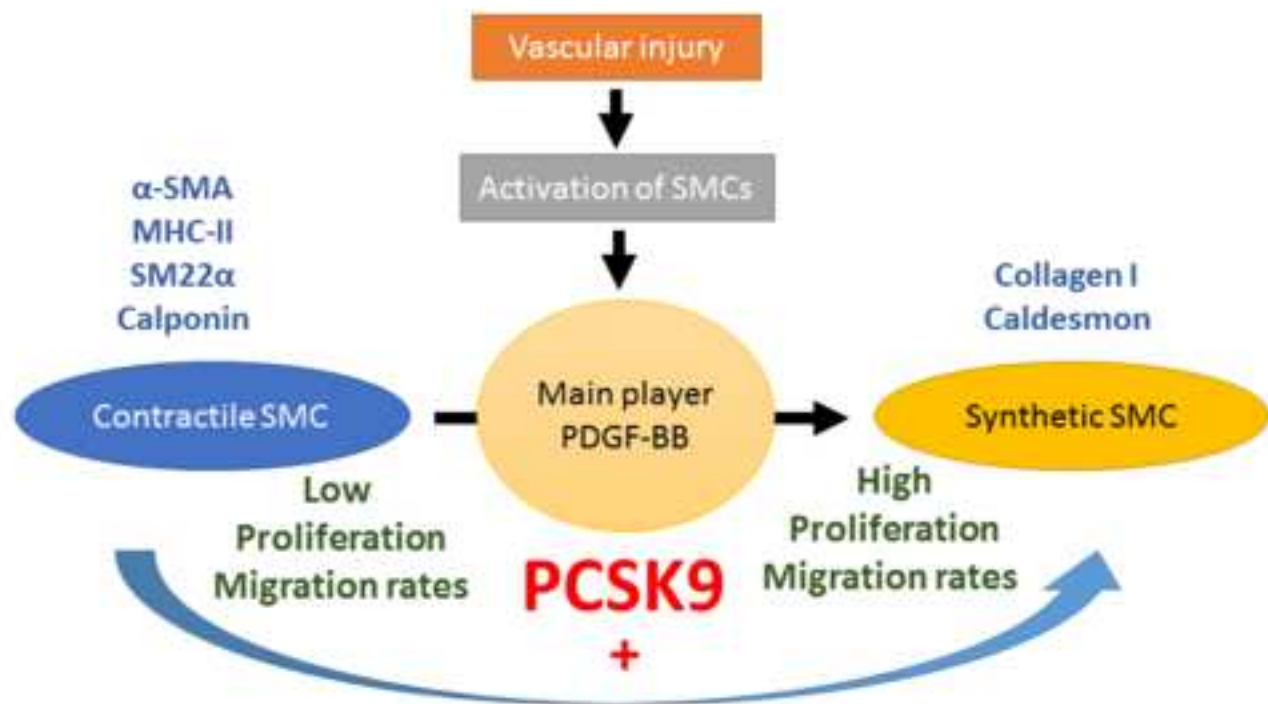 Vascular injury
Activation of SMCs
α-SMA
MHC-II
SM22α
Calponin
Collagen I
Caldesmon
Contractile SMC
Main player
PDGF-BB
Synthetic SMC
Low
Proliferation
Migration rates
High
Proliferation
Migration rates
PCSK9
+